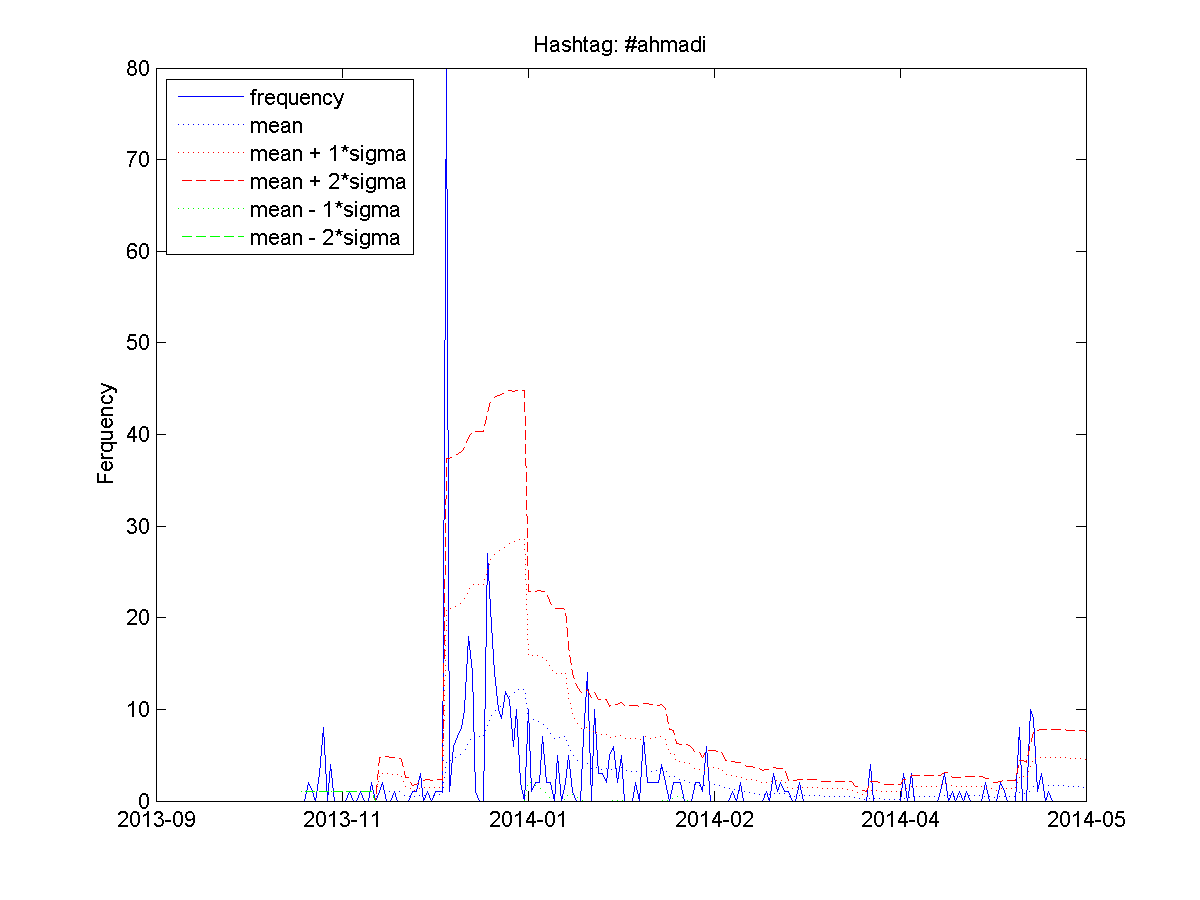 Hashtag: #ahmadi
80
70
60
50
40
30
20
10
0
Ferquency
frequency
mean
mean + 1*sigma
mean + 2*sigma
mean - 1*sigma
mean - 2*sigma
2013-09 2013-11 2014-01 2014-02 2014-04 2014-05